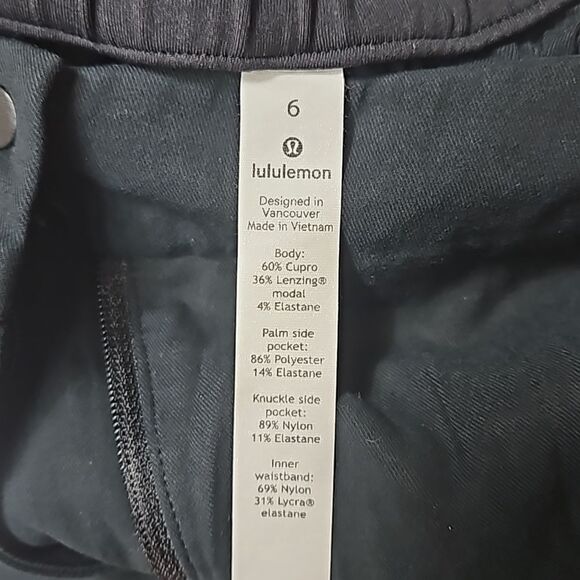 6
lululemon
Designed in
Vancouver
Made in Vietnam
Body:
60% Cupro
36% Lenzing®
modal
4% Elastane
Palm side
pocket:
86% Polyester
14% Elastane
Knuckle side
pocket:
89% Nylon
11% Elastane
Inner
waistband:
69% Nylon
31% Lycra®
elastane